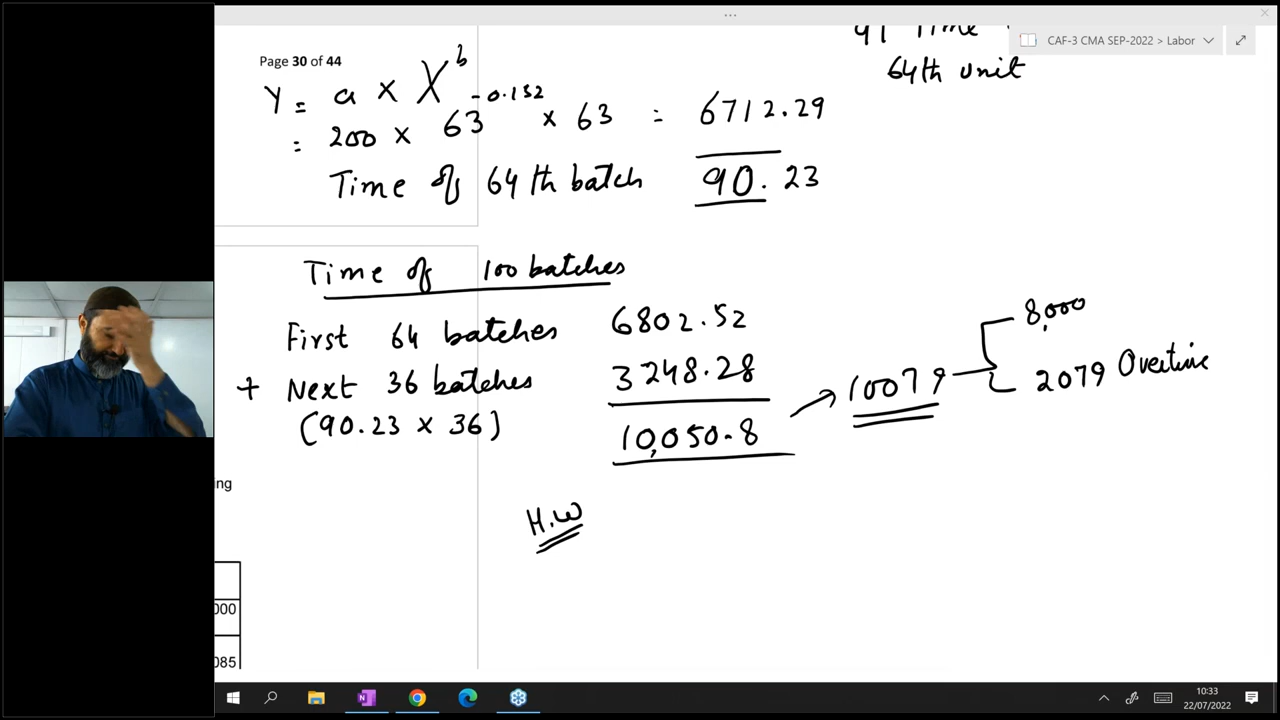 ...
41 Time
CAF-3 CMA SEP-2022 > Labor
64th unit
Page 30 of 44
Y = a × X^b
= 200 × 63^-0.152 × 63 = 6712.29
Time of 64th batch 90.23
Time of 100 batches
First 64 batches 6802.52
+ Next 36 batches 3248.28
(90.23 × 36) 10,050.8
10079
8,000
2079 Overtime
ing
H.W
000
085
10:33
22/07/2022